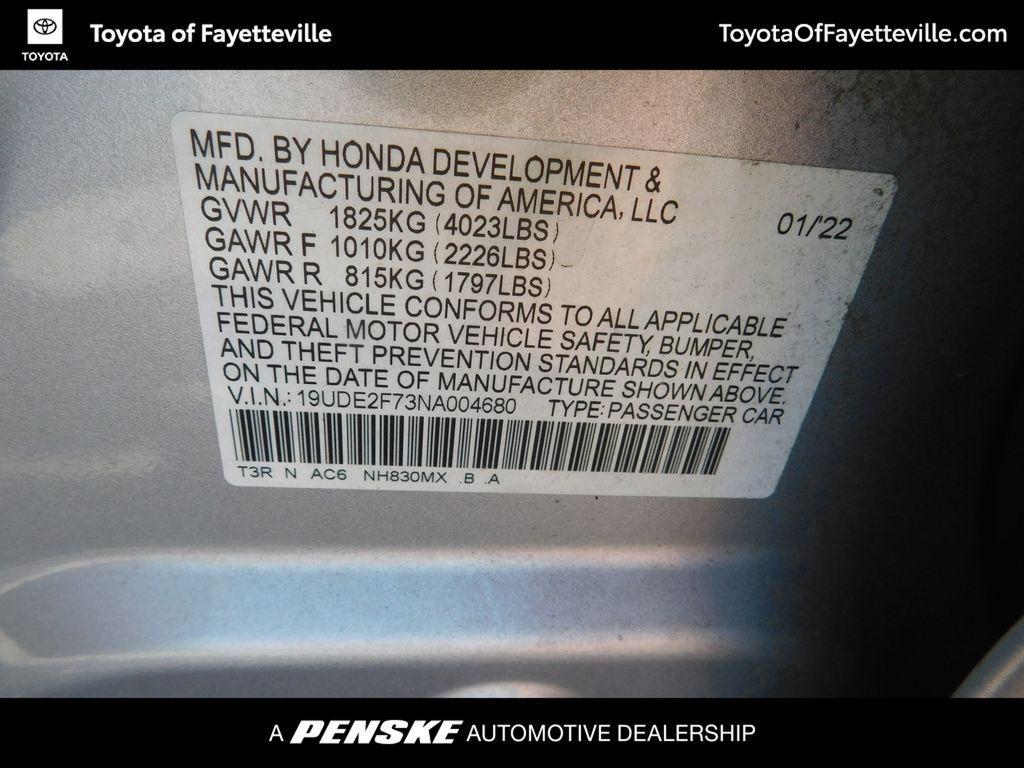 TOYOTA
Toyota of Fayetteville
ToyotaOfFayetteville.com
MFD. BY HONDA DEVELOPMENT &
MANUFACTURING OF AMERICA, LLC
GVWR 1825KG (4023LBS) 01/'22
GAWR F 1010KG (2226LBS)
GAWR R 815KG (1797LBS)
THIS VEHICLE CONFORMS TO ALL APPLICABLE
FEDERAL MOTOR VEHICLE SAFETY, BUMPER,
AND THEFT PREVENTION STANDARDS IN EFFECT
ON THE DATE OF MANUFACTURE SHOWN ABOVE.
V.I.N.: 19UDE2F73NA004680 TYPE: PASSENGER CAR
T3R N AC6 NH830MX .B .A
A PENSKE AUTOMOTIVE DEALERSHIP